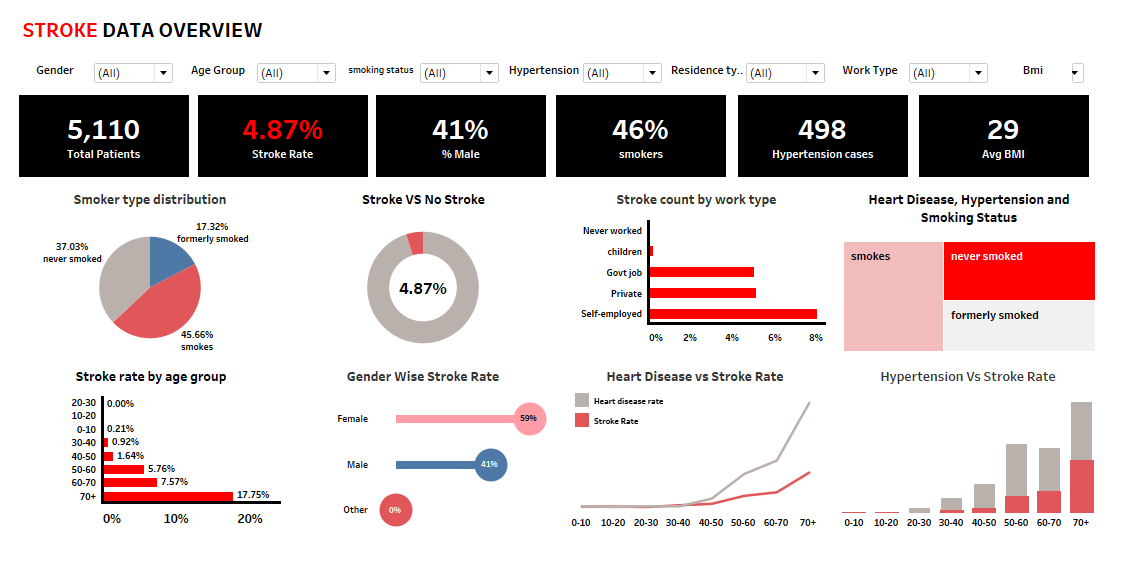 STROKE DATA OVERVIEW
Gender (All) Age Group (All) smoking status (All) Hypertension (All) Residence ty.. (All) Work Type (All) Bmi
5,110
Total Patients
4.87%
Stroke Rate
41%
% Male
46%
smokers
498
Hypertension cases
29
Avg BMI
Smoker type distribution
17.32%
formerly smoked
37.03%
never smoked
45.66%
smokes
Stroke VS No Stroke
4.87%
Stroke count by work type
Never worked
children
Govt job
Private
Self-employed
0% 2% 4% 6% 8%
Heart Disease, Hypertension and
Smoking Status
smokes
never smoked
formerly smoked
Stroke rate by age group
20-30 0.00%
10-20
0-10 0.21%
30-40 0.92%
40-50 1.64%
50-60 5.76%
60-70 7.57%
70+ 17.75%
0% 10% 20%
Gender Wise Stroke Rate
Female 59%
Male 41%
Other 0%
Heart Disease vs Stroke Rate
Heart disease rate
Stroke Rate
0-10 10-20 20-30 30-40 40-50 50-60 60-70 70+
Hypertension Vs Stroke Rate
0-10 10-20 20-30 30-40 40-50 50-60 60-70 70+